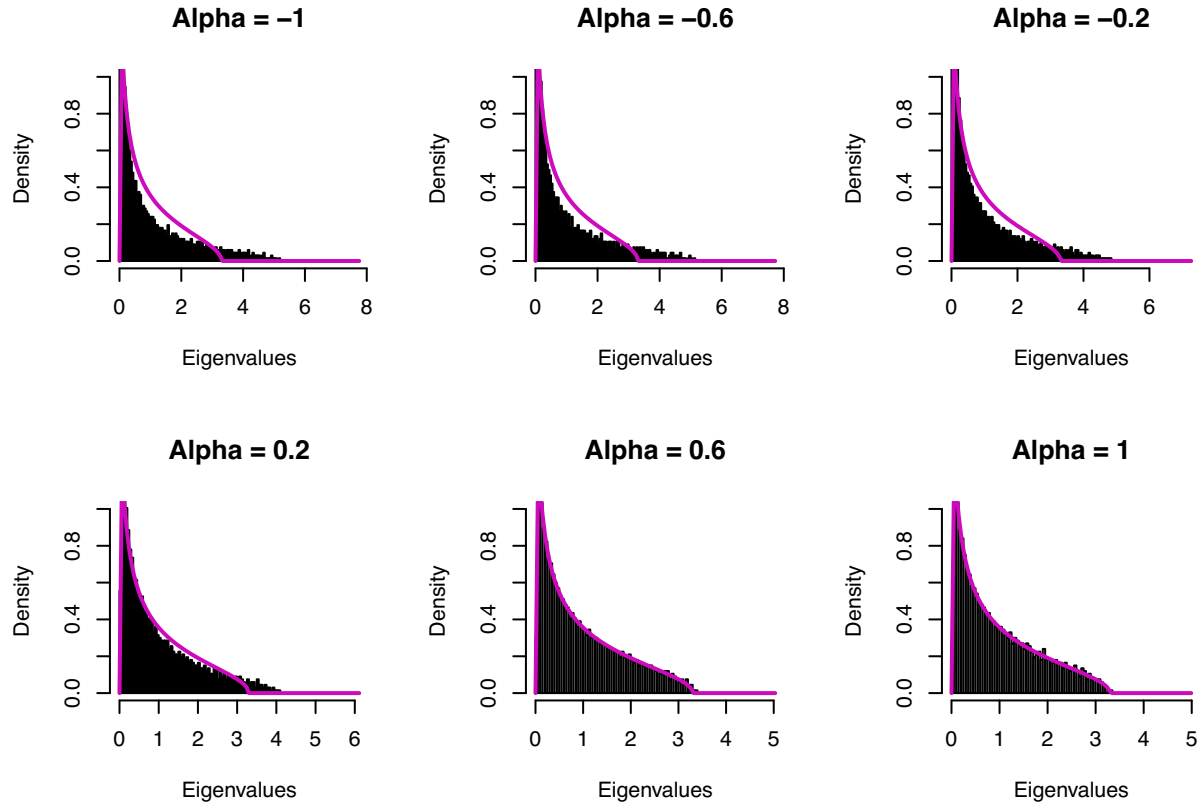 Alpha = −1
Alpha = −0.6
Alpha = −0.2
Density
0.0 0.4 0.8
0 2 4 6 8
Eigenvalues
Density
0.0 0.4 0.8
0 2 4 6 8
Eigenvalues
Density
0.0 0.4 0.8
0 2 4 6
Eigenvalues
Alpha = 0.2
Alpha = 0.6
Alpha = 1
Density
0.0 0.4 0.8
0 1 2 3 4 5 6
Eigenvalues
Density
0.0 0.4 0.8
0 1 2 3 4 5
Eigenvalues
Density
0.0 0.4 0.8
0 1 2 3 4 5
Eigenvalues